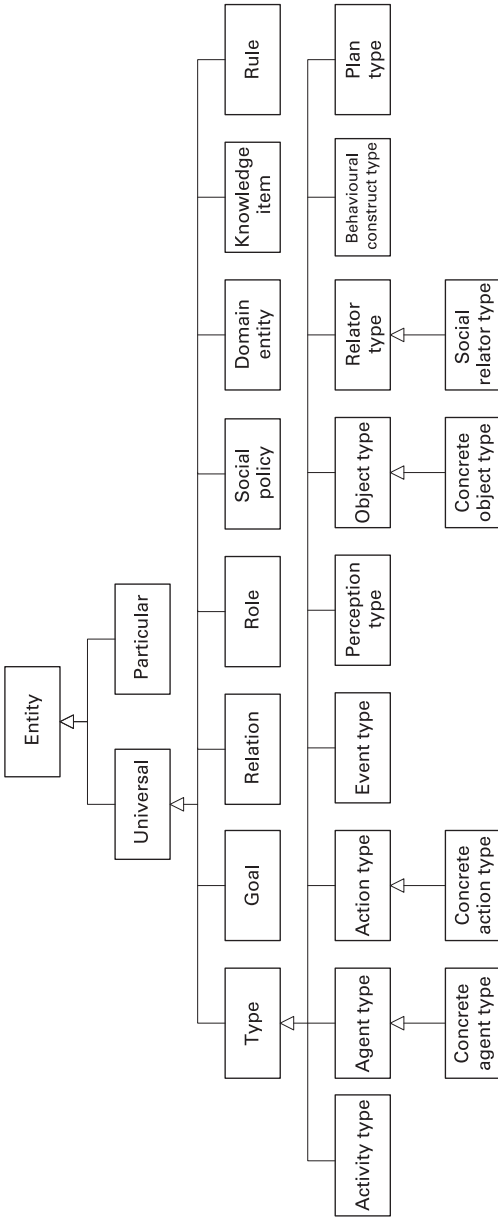 Entity
Universal
Particular
Type
Goal
Relation
Role
Social
policy
Domain
entity
Knowledge
item
Rule
Activity type
Agent type
Action type
Event type
Perception
type
Object type
Relator
type
Behavioural
construct type
Plan
type
Concrete
agent type
Concrete
action type
Concrete
object type
Social
relator type